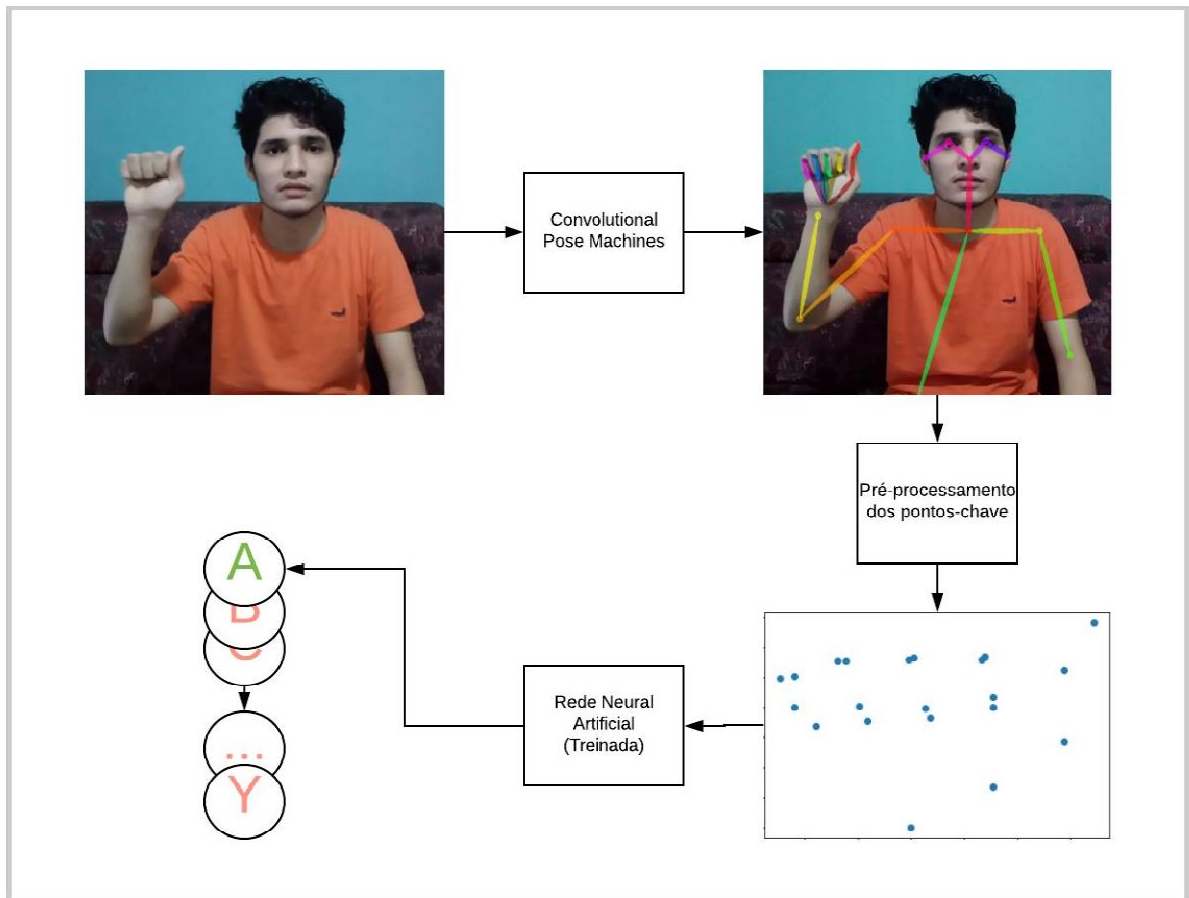 Convolutional
Pose Machines
Pré-processamento
dos pontos-chave
Rede Neural
Artificial
(Treinada)
A
B
C
...
Y